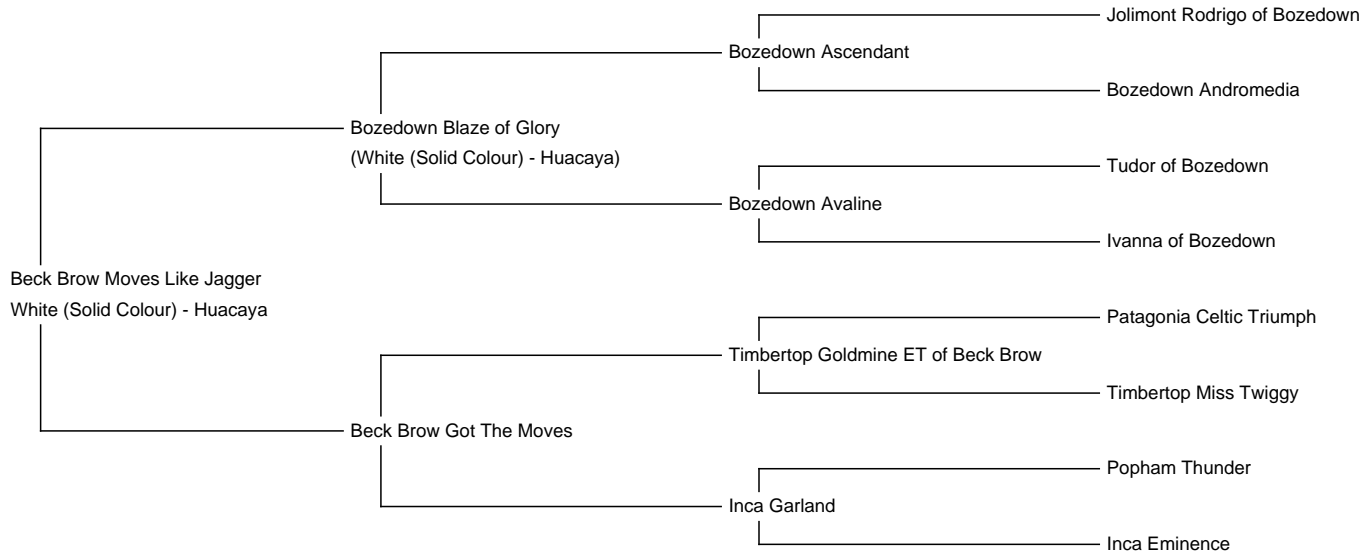 Jolimont Rodrigo of Bozedown
Bozedown Ascendant
Bozedown Andromedia
Bozedown Blaze of Glory
(White (Solid Colour) - Huacaya)
Tudor of Bozedown
Bozedown Avaline
Ivanna of Bozedown
Beck Brow Moves Like Jagger
White (Solid Colour) - Huacaya
Patagonia Celtic Triumph
Timbertop Goldmine ET of Beck Brow
Timbertop Miss Twiggy
Beck Brow Got The Moves
Popham Thunder
Inca Garland
Inca Eminence